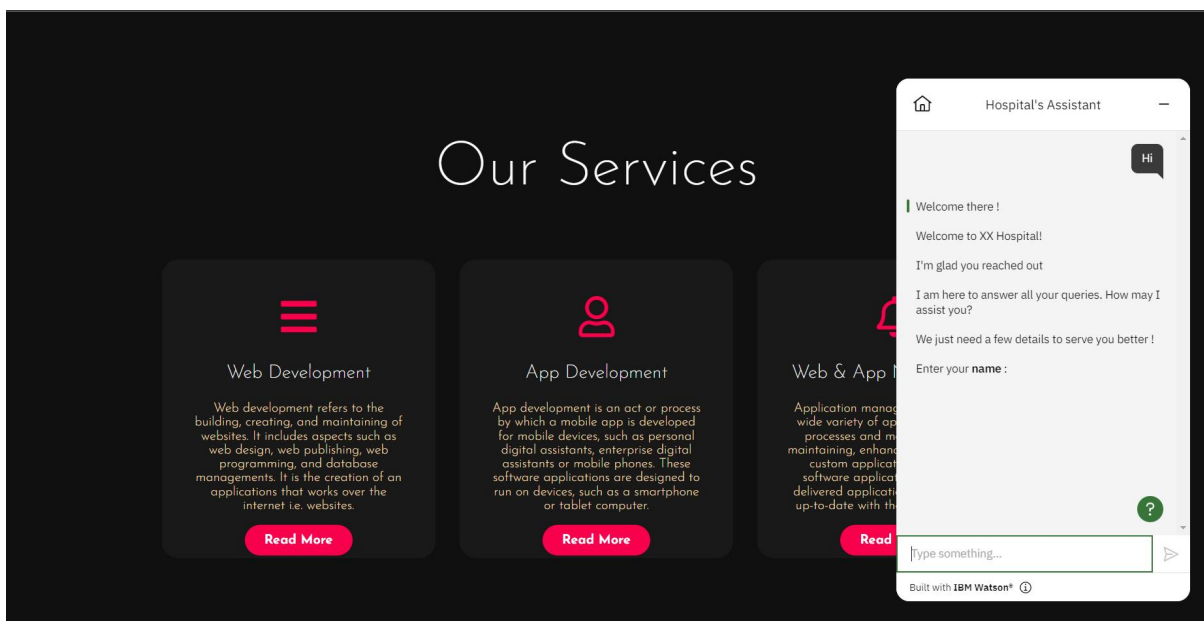 Our Services
Web Development
Web development refers to the
building, creating, and maintaining of
websites. It includes aspects such as
web design, web publishing, web
programming, and database
managements. It is the creation of an
applications that works over the
internet i.e. websites.
Read More
App Development
App development is an act or process
by which a mobile app is developed
for mobile devices, such as personal
digital assistants, enterprise digital
assistants or mobile phones. These
software applications are designed to
run on devices, such as a smartphone
or tablet computer.
Read More
Web & App
Application
wide variety of
processes and
maintaining,
custom
software
delivered
up-to-date with
Read
Hospital's Assistant
Hi
Welcome there !
Welcome to XX Hospital!
I'm glad you reached out
I am here to answer all your queries. How may I
assist you?
We just need a few details to serve you better !
Enter your name :
?
Type something...
Built with IBM Watson®